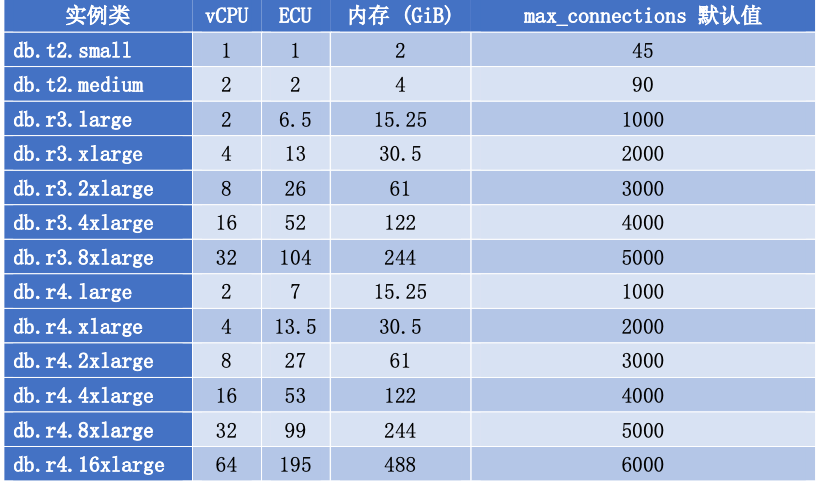 实例类 vCPU ECU 内存 (GiB) max_connections 默认值
db.t2.small 1 1 2 45
db.t2.medium 2 2 4 90
db.r3.large 2 6.5 15.25 1000
db.r3.xlarge 4 13 30.5 2000
db.r3.2xlarge 8 26 61 3000
db.r3.4xlarge 16 52 122 4000
db.r3.8xlarge 32 104 244 5000
db.r4.large 2 7 15.25 1000
db.r4.xlarge 4 13.5 30.5 2000
db.r4.2xlarge 8 27 61 3000
db.r4.4xlarge 16 53 122 4000
db.r4.8xlarge 32 99 244 5000
db.r4.16xlarge 64 195 488 6000